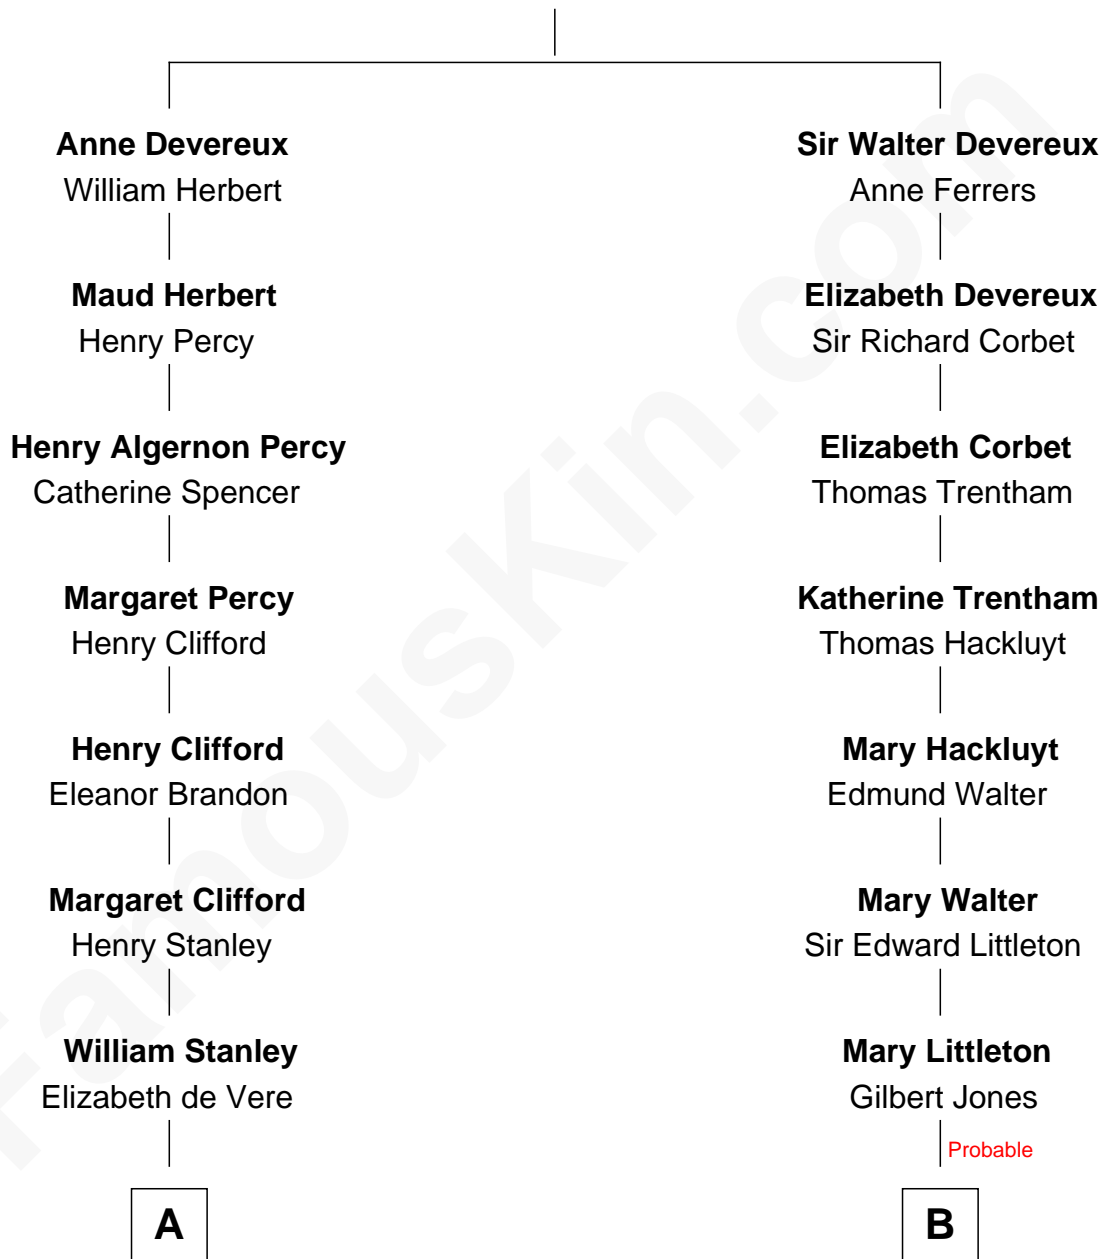 Anne Devereux
William Herbert
Maud Herbert
Henry Percy
Henry Algernon Percy
Catherine Spencer
Margaret Percy
Henry Clifford
Henry Clifford
Eleanor Brandon
Margaret Clifford
Henry Stanley
William Stanley
Elizabeth de Vere
A
Sir Walter Devereux
Anne Ferrers
Elizabeth Devereux
Sir Richard Corbet
Elizabeth Corbet
Thomas Trentham
Katherine Trentham
Thomas Hackluyt
Mary Hackluyt
Edmund Walter
Mary Walter
Sir Edward Littleton
Mary Littleton
Gilbert Jones
Probable
B
FamousKin.com